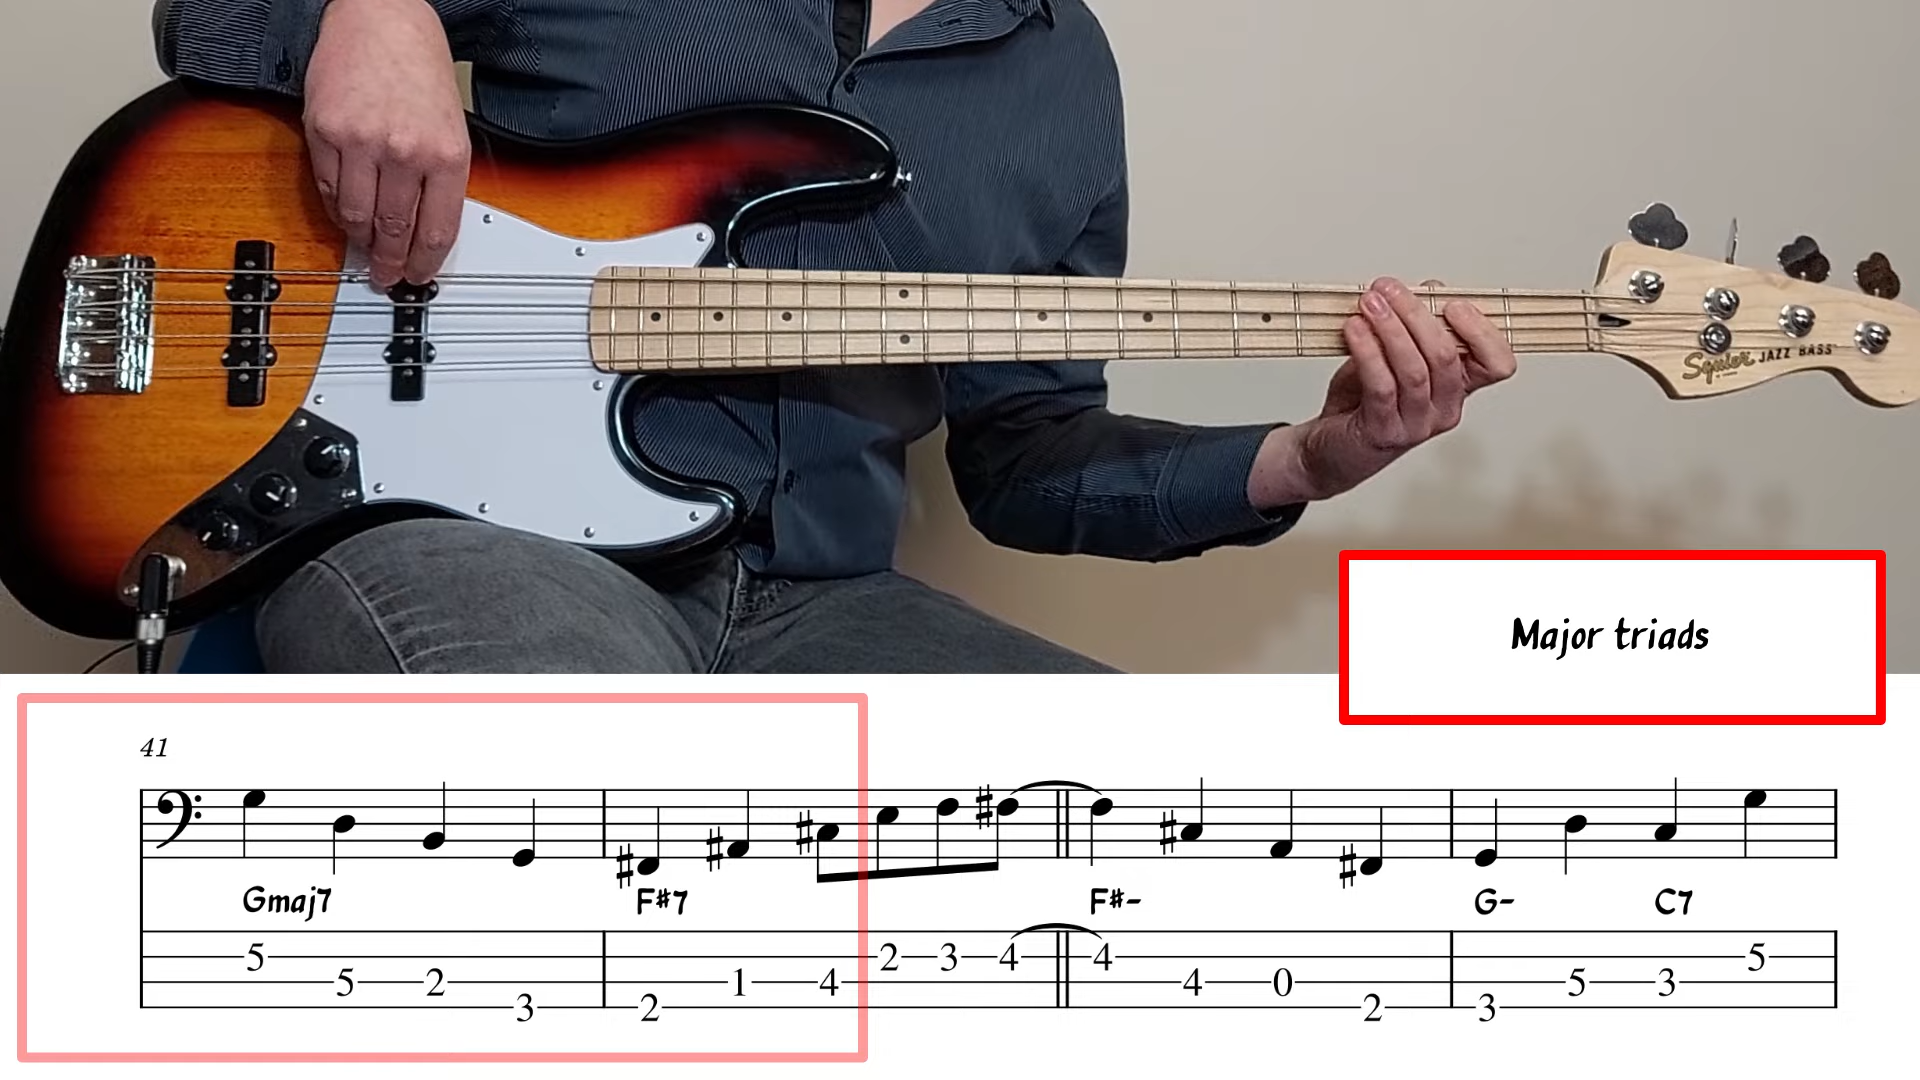 Squier JAZZ BASS
Major triads
41
Gmaj7 F#7 F#- G- C7
5 2 3 4 4 5
5 2 1 4 4 0 5 3
3 2 2 3